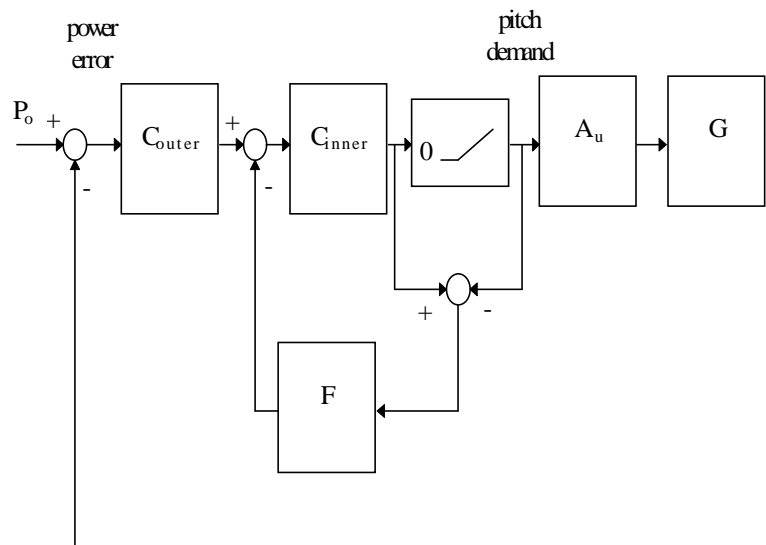 power
error
pitch
demand
Po
+
-
Couter
+
-
Cinner
0
Au
G
+
-
F